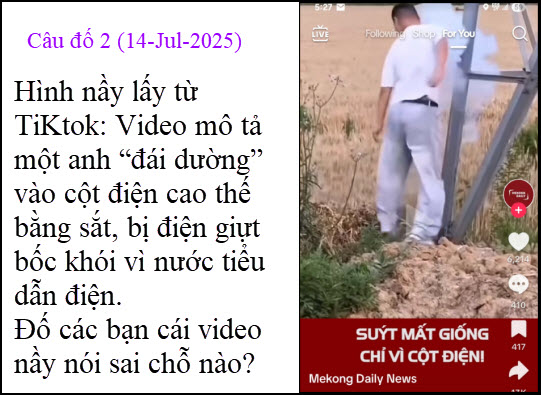 Câu đố 2 (14-Jul-2025)
Hình nầy lấy từ
TiKtok: Video mô tả
một anh “đái dường”
vào cột điện cao thế
bằng sắt, bị điện giựt
bốc khói vì nước tiểu
dẫn điện.
Đố các bạn cái video
nầy nói sai chỗ nào?
5:27
LIVE
Following Shop For You
6,214
410
417
SUÝT MẤT GIỐNG
CHỈ VÌ CỘT ĐIỆN!
Mekong Daily News